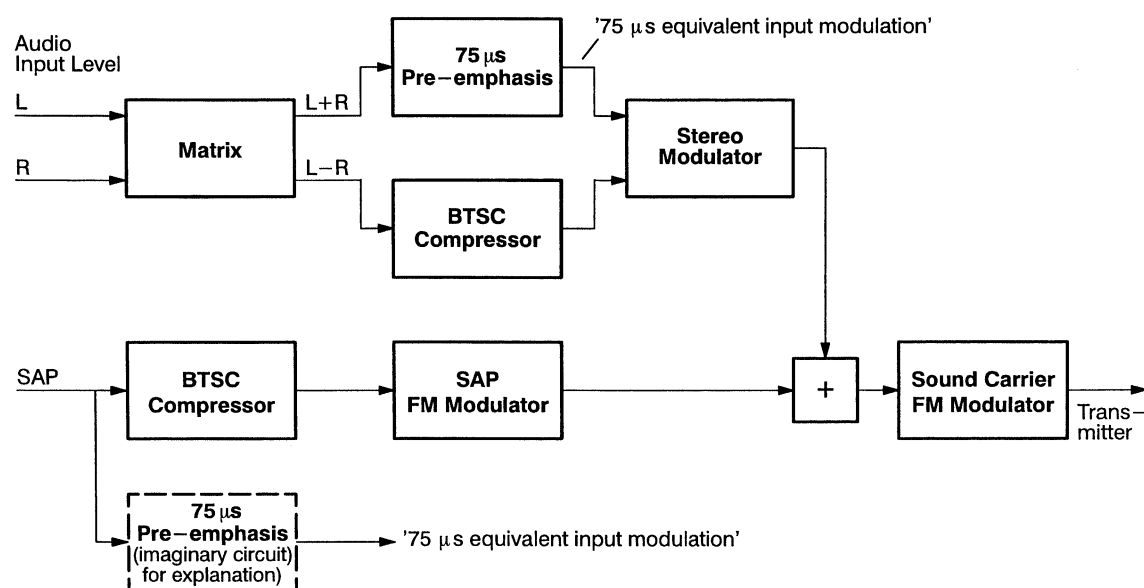 Audio
Input Level
L
R
Matrix
L+R
L−R
75 μs
Pre−emphasis
'75 μs equivalent input modulation'
BTSC
Compressor
Stereo
Modulator
SAP
BTSC
Compressor
SAP
FM Modulator
+
Sound Carrier
FM Modulator
Trans−
mitter
75 μs
Pre−emphasis
(imaginary circuit)
for explanation)
'75 μs equivalent input modulation'